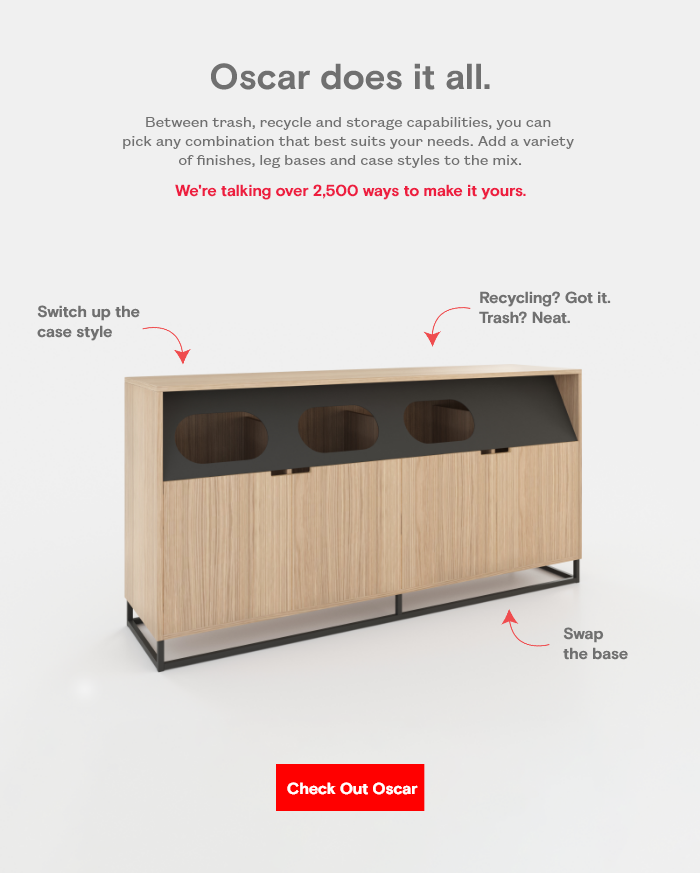 Oscar does it all.
Between trash, recycle and storage capabilities, you can
pick any combination that best suits your needs. Add a variety
of finishes, leg bases and case styles to the mix.
We're talking over 2,500 ways to make it yours.
Switch up the
case style
Recycling? Got it.
Trash? Neat.
Swap
the base
Check Out Oscar